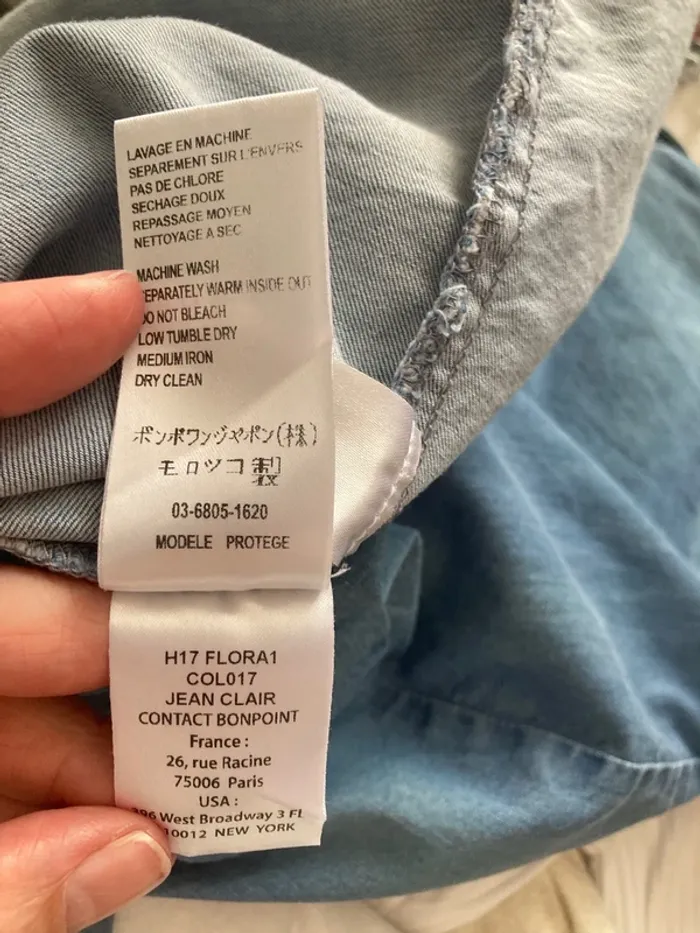 LAVAGE EN MACHINE
SEPAREMENT SUR L'ENVERS
PAS DE CHLORE
SECHAGE DOUX
REPASSAGE MOYEN
NETTOYAGE A SEC
MACHINE WASH
SEPARATELY WARM INSIDE OUT
DO NOT BLEACH
LOW TUMBLE DRY
MEDIUM IRON
DRY CLEAN
ボンポワンジャポン(株)
モロツコ製
03-6805-1620
MODELE PROTEGE
H17 FLORA1
COL017
JEAN CLAIR
CONTACT BONPOINT
France :
26, rue Racine
75006 Paris
USA :
396 West Broadway 3 FL
10012 NEW YORK